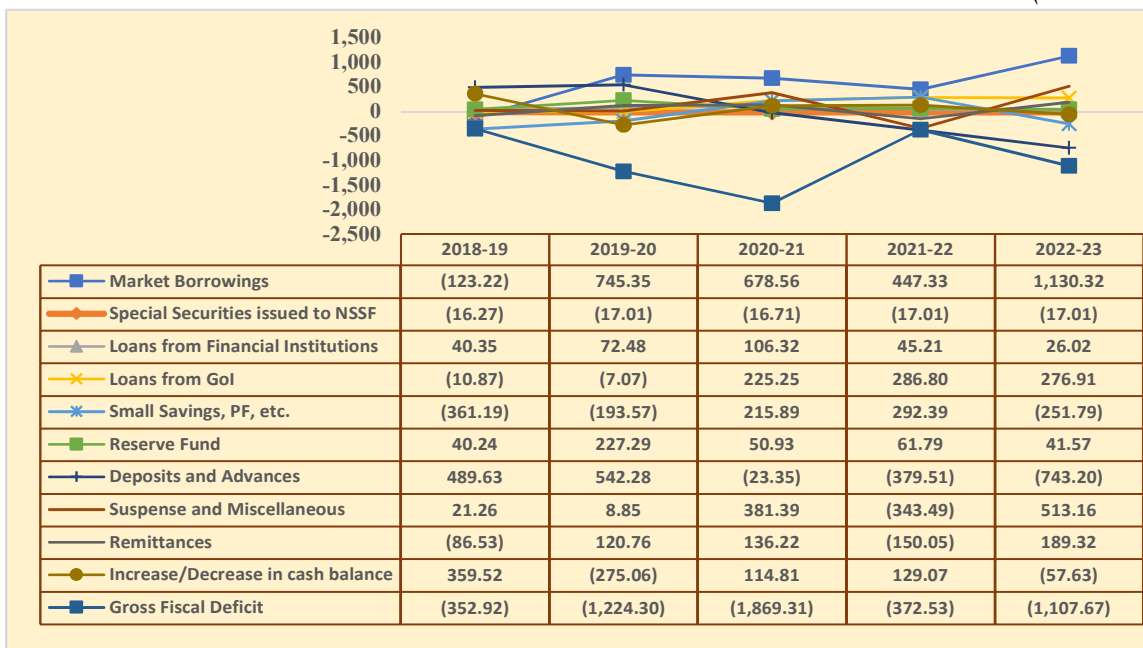 1,500
1,000
500
0
-500
-1,000
-1,500
-2,000
-2,500
2018-19 2019-20 2020-21 2021-22 2022-23
Market Borrowings (123.22) 745.35 678.56 447.33 1,130.32
Special Securities issued to NSSF (16.27) (17.01) (16.71) (17.01) (17.01)
Loans from Financial Institutions 40.35 72.48 106.32 45.21 26.02
Loans from GoI (10.87) (7.07) 225.25 286.80 276.91
Small Savings, PF, etc. (361.19) (193.57) 215.89 292.39 (251.79)
Reserve Fund 40.24 227.29 50.93 61.79 41.57
Deposits and Advances 489.63 542.28 (23.35) (379.51) (743.20)
Suspense and Miscellaneous 21.26 8.85 381.39 (343.49) 513.16
Remittances (86.53) 120.76 136.22 (150.05) 189.32
Increase/Decrease in cash balance 359.52 (275.06) 114.81 129.07 (57.63)
Gross Fiscal Deficit (352.92) (1,224.30) (1,869.31) (372.53) (1,107.67)